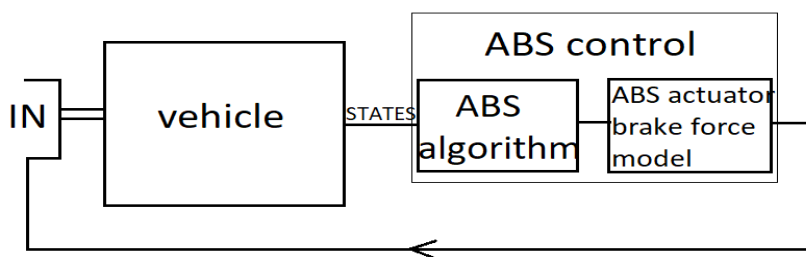 ABS control
IN
vehicle
STATES
ABS
algorithm
ABS actuator
brake force
model